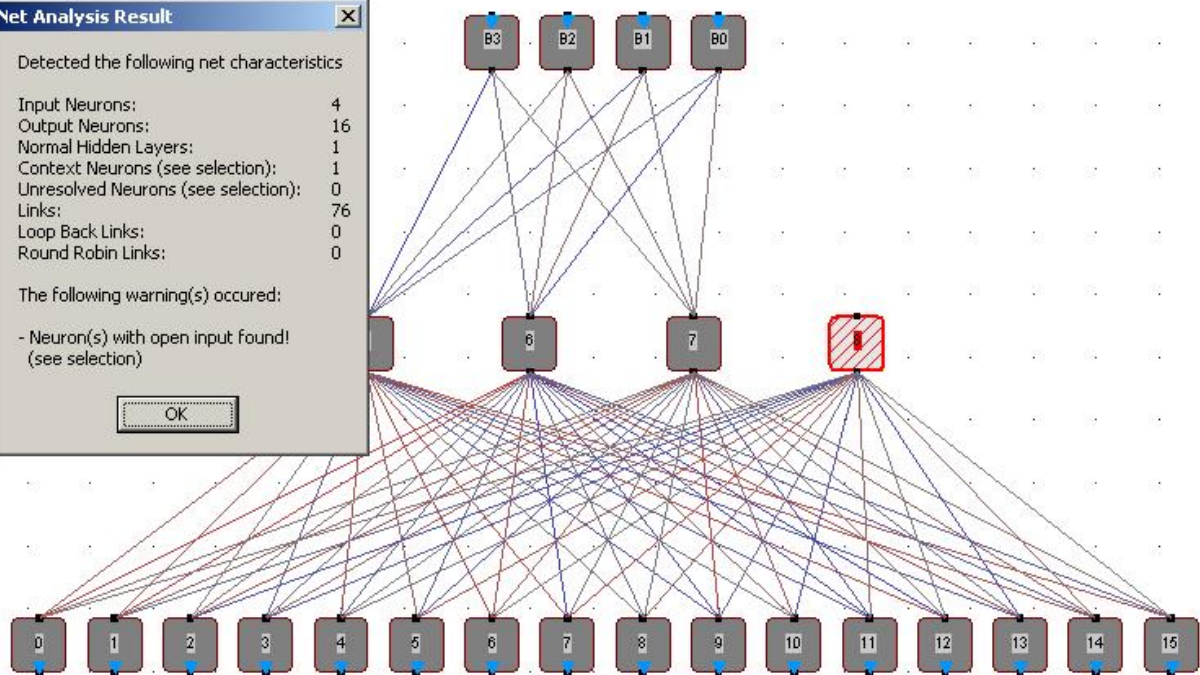 Net Analysis Result
Detected the following net characteristics
Input Neurons: 4
Output Neurons: 16
Normal Hidden Layers: 1
Context Neurons (see selection): 1
Unresolved Neurons (see selection): 0
Links: 76
Loop Back Links: 0
Round Robin Links: 0
The following warning(s) occured:
- Neuron(s) with open input found!
(see selection)
OK
B3 B2 B1 B0
6 7 8
0 1 2 3 4 5 6 7 8 9 10 11 12 13 14 15